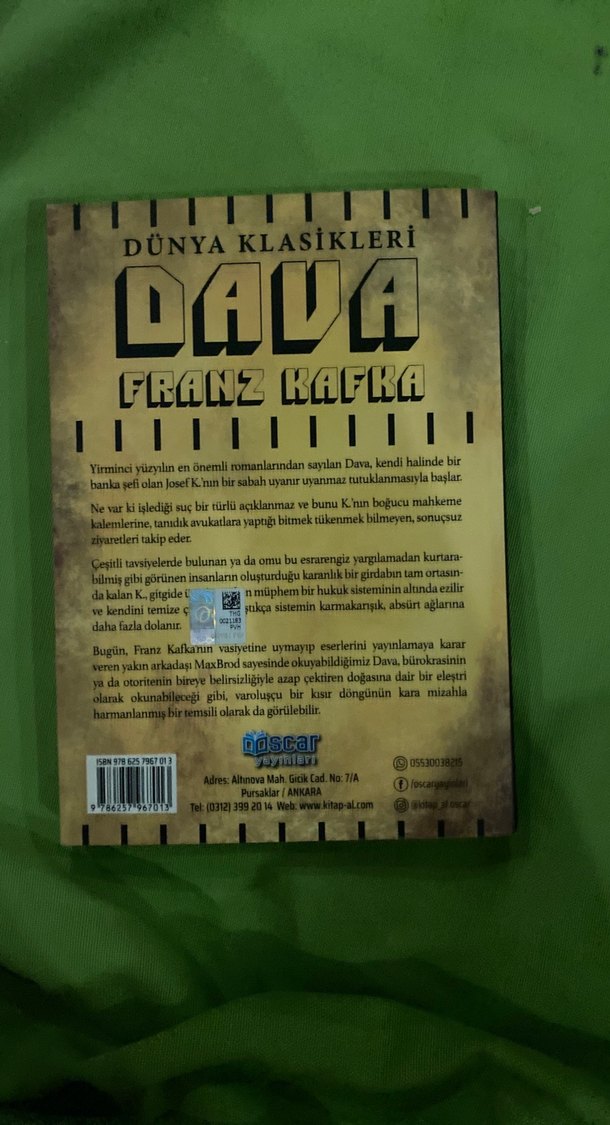 DÜNYA KLASİKLERİ
DAVA
FRANZ KAFKA
Yirminci yüzyılın en önemli romanlarından sayılan Dava, kendi halinde bir
banka şefi olan Josef K.'nın bir sabah uyanır uyanmaz tutuklanmasıyla başlar.
Ne var ki işlediği suç bir türlü açıklanmaz ve bunu K.'nın boğucu mahkeme
kalemlerine, tanıdık avukatlara yaptığı bitmek tükenmek bilmeyen, sonuçsuz
ziyaretleri takip eder.
Çeşitli tavsiyelerde bulunan ya da omu bu esrarengiz yargılamadan kurtara-
bilmiş gibi görünen insanların oluşturduğu karanlık bir girdabın tam ortasın-
da kalan K., gitgide müphem bir hukuk sisteminin altında ezilir
ve kendini temize sistemin karmakarışık, absürt ağlarına
daha fazla dolanır.
THG
0021183
PVH
Bugün, Franz Kafka'nın vasiyetine uymayıp eserlerini yayınlamaya karar
veren yakın arkadaşı MaxBrod sayesinde okuyabildiğimiz Dava, bürokrasinin
ya da otoritenin bireye belirsizliğiyle azap çektiren doğasına dair bir eleştri
olarak okunabileceği gibi, varoluşçu bir kısır döngünün kara mizahla
harmanlanmış bir temsili olarak da görülebilir.
oscar
yayınları
ISBN 978 625 7967 01 3
9 786257 967013
Adres: Altınova Mah. Gicik Cad. No: 7/A
Pursaklar / ANKARA
Tel: (0312) 399 20 14 Web: www.kitap-al.com
05530038215
/oscaryayinlari
@kitap_al.oscar